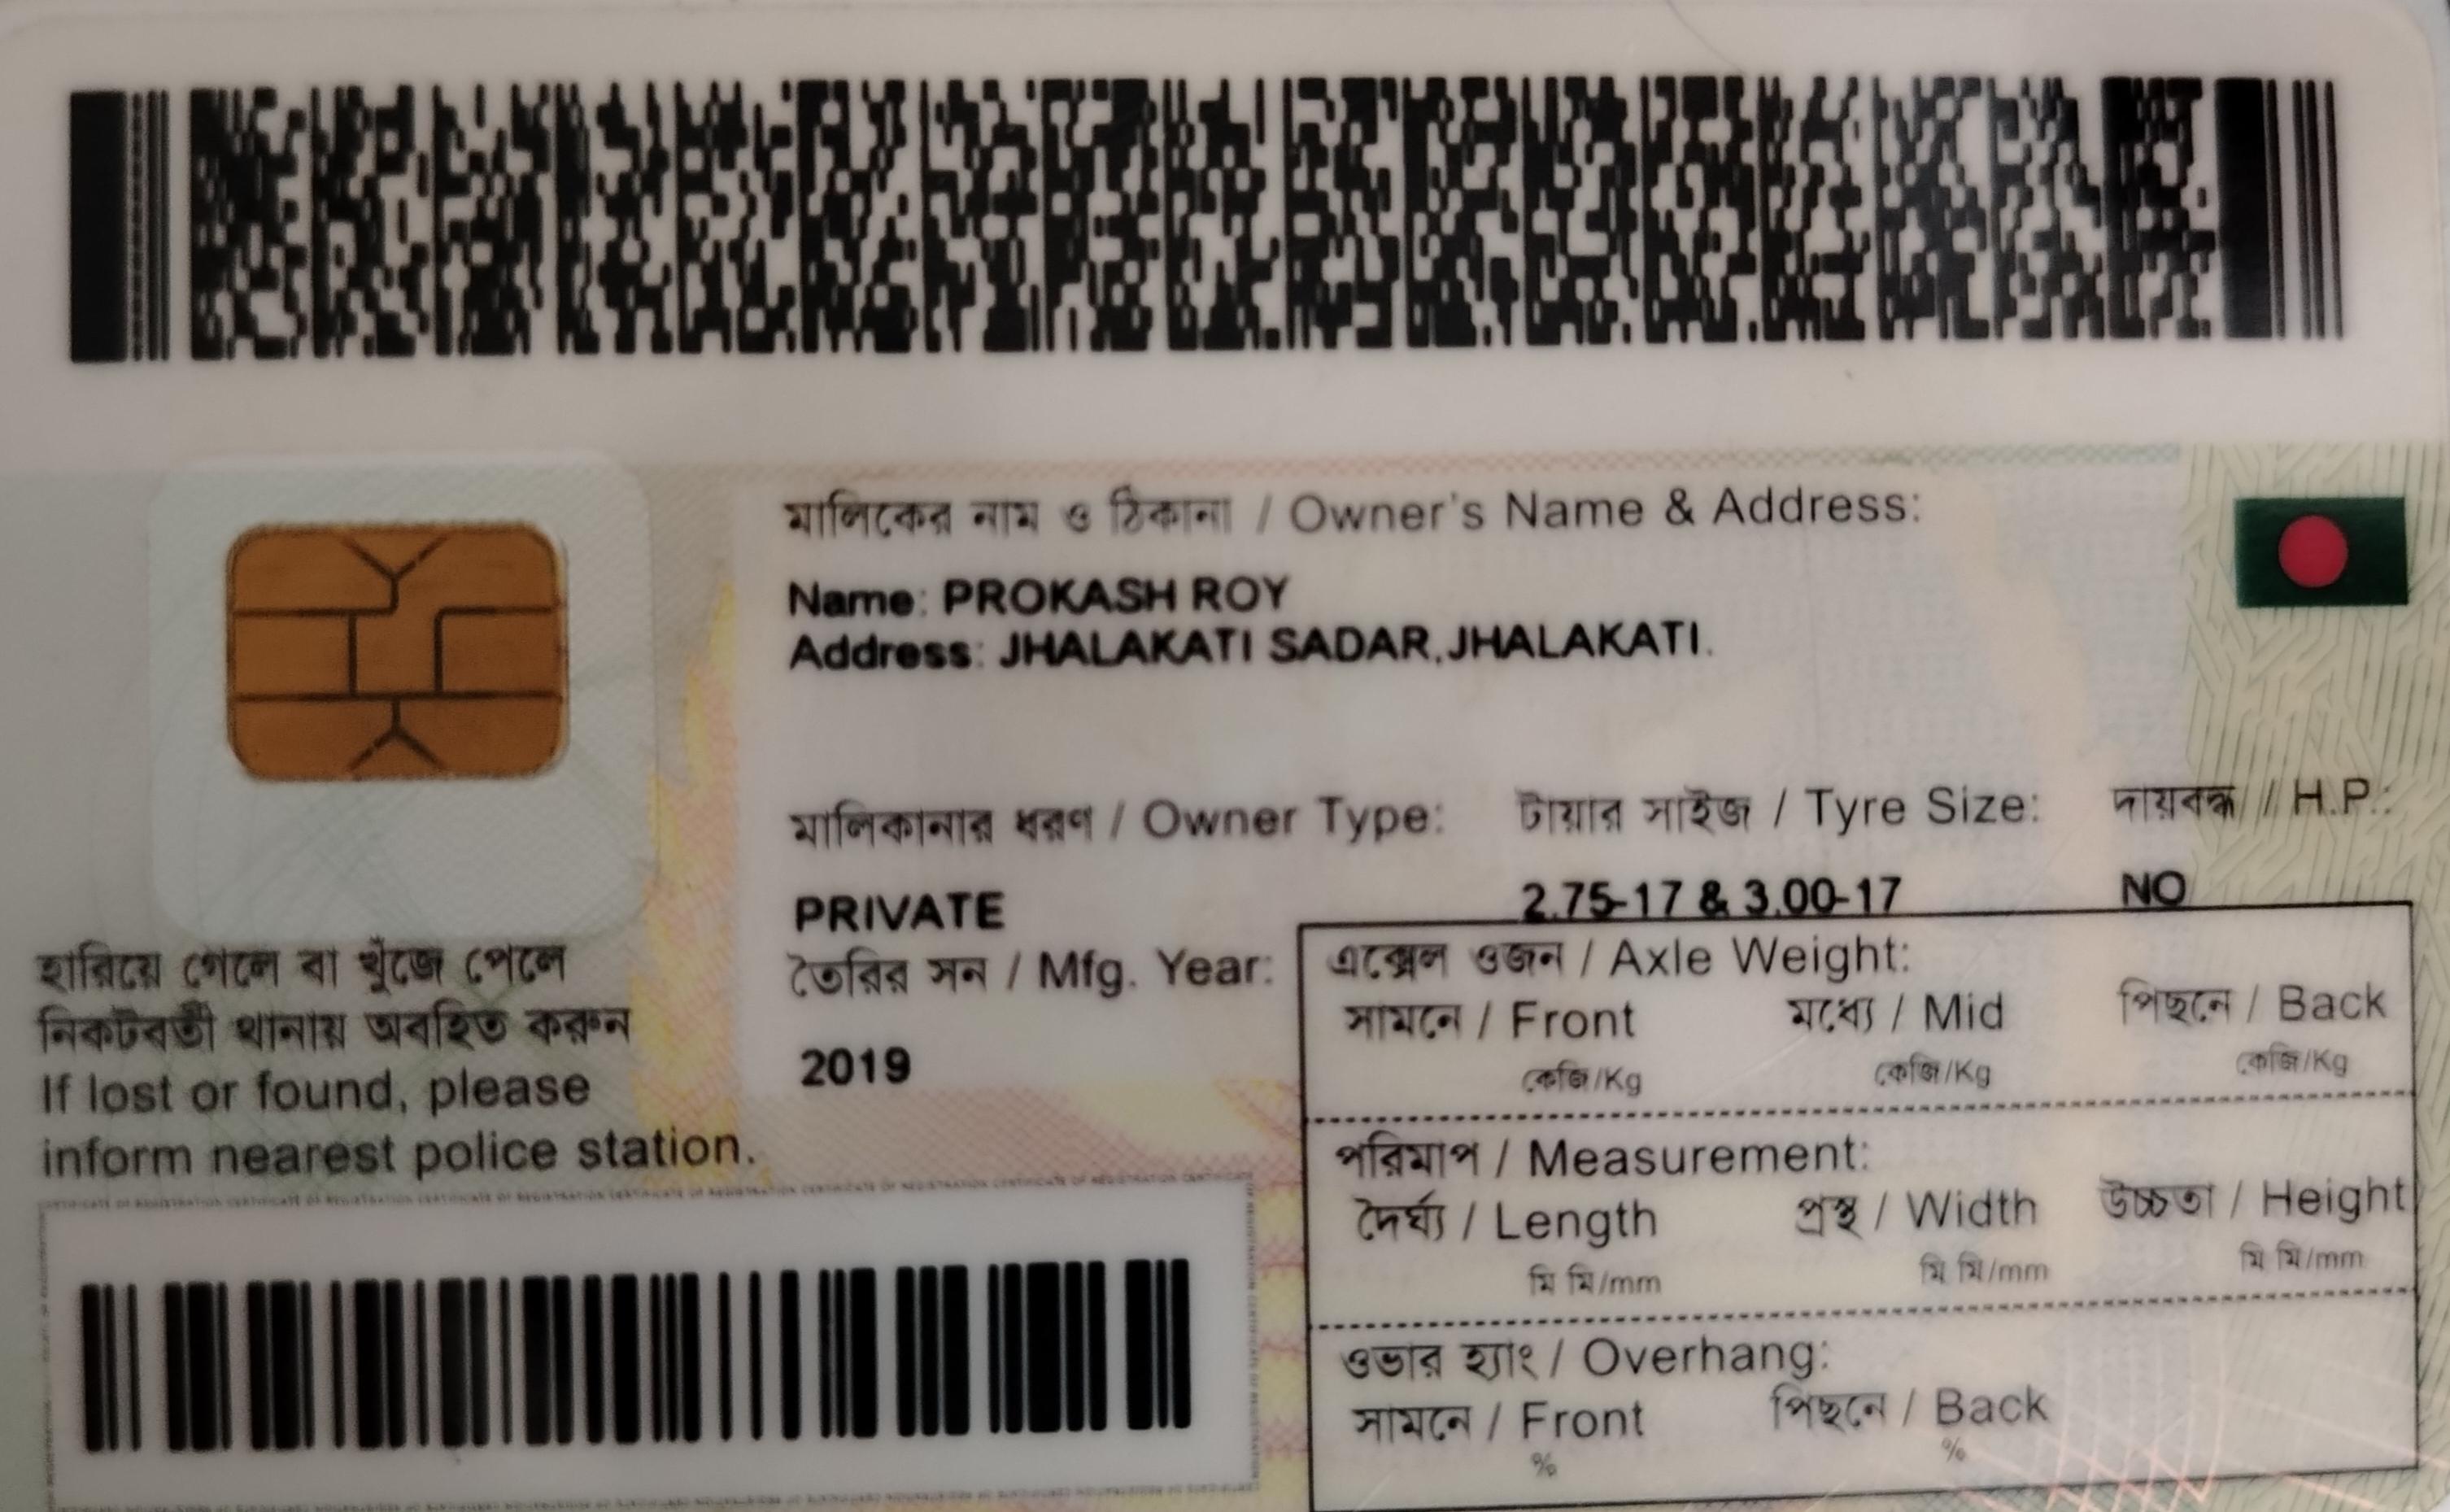 মালিকের নাম ও ঠিকানা / Owner's Name & Address:
Name: PROKASH ROY
Address: JHALAKATI SADAR,JHALAKATI.
মালিকানার ধরণ / Owner Type: টায়ার সাইজ / Tyre Size: দায়বদ্ধ / H.P.:
PRIVATE 2.75-17 & 3.00-17 NO
তৈরির সন / Mfg. Year:
2019
এক্সেল ওজন / Axle Weight:
সামনে / Front মধ্যে / Mid পিছনে / Back
কেজি/Kg কেজি/Kg কেজি/Kg
পরিমাপ / Measurement:
দৈর্ঘ্য / Length প্রস্থ / Width উচ্চতা / Height
মি মি/mm মি মি/mm মি মি/mm
ওভার হ্যাং / Overhang:
সামনে / Front পিছনে / Back
% %
হারিয়ে গেলে বা খুঁজে পেলে
নিকটবর্তী থানায় অবহিত করুন
If lost or found, please
inform nearest police station.